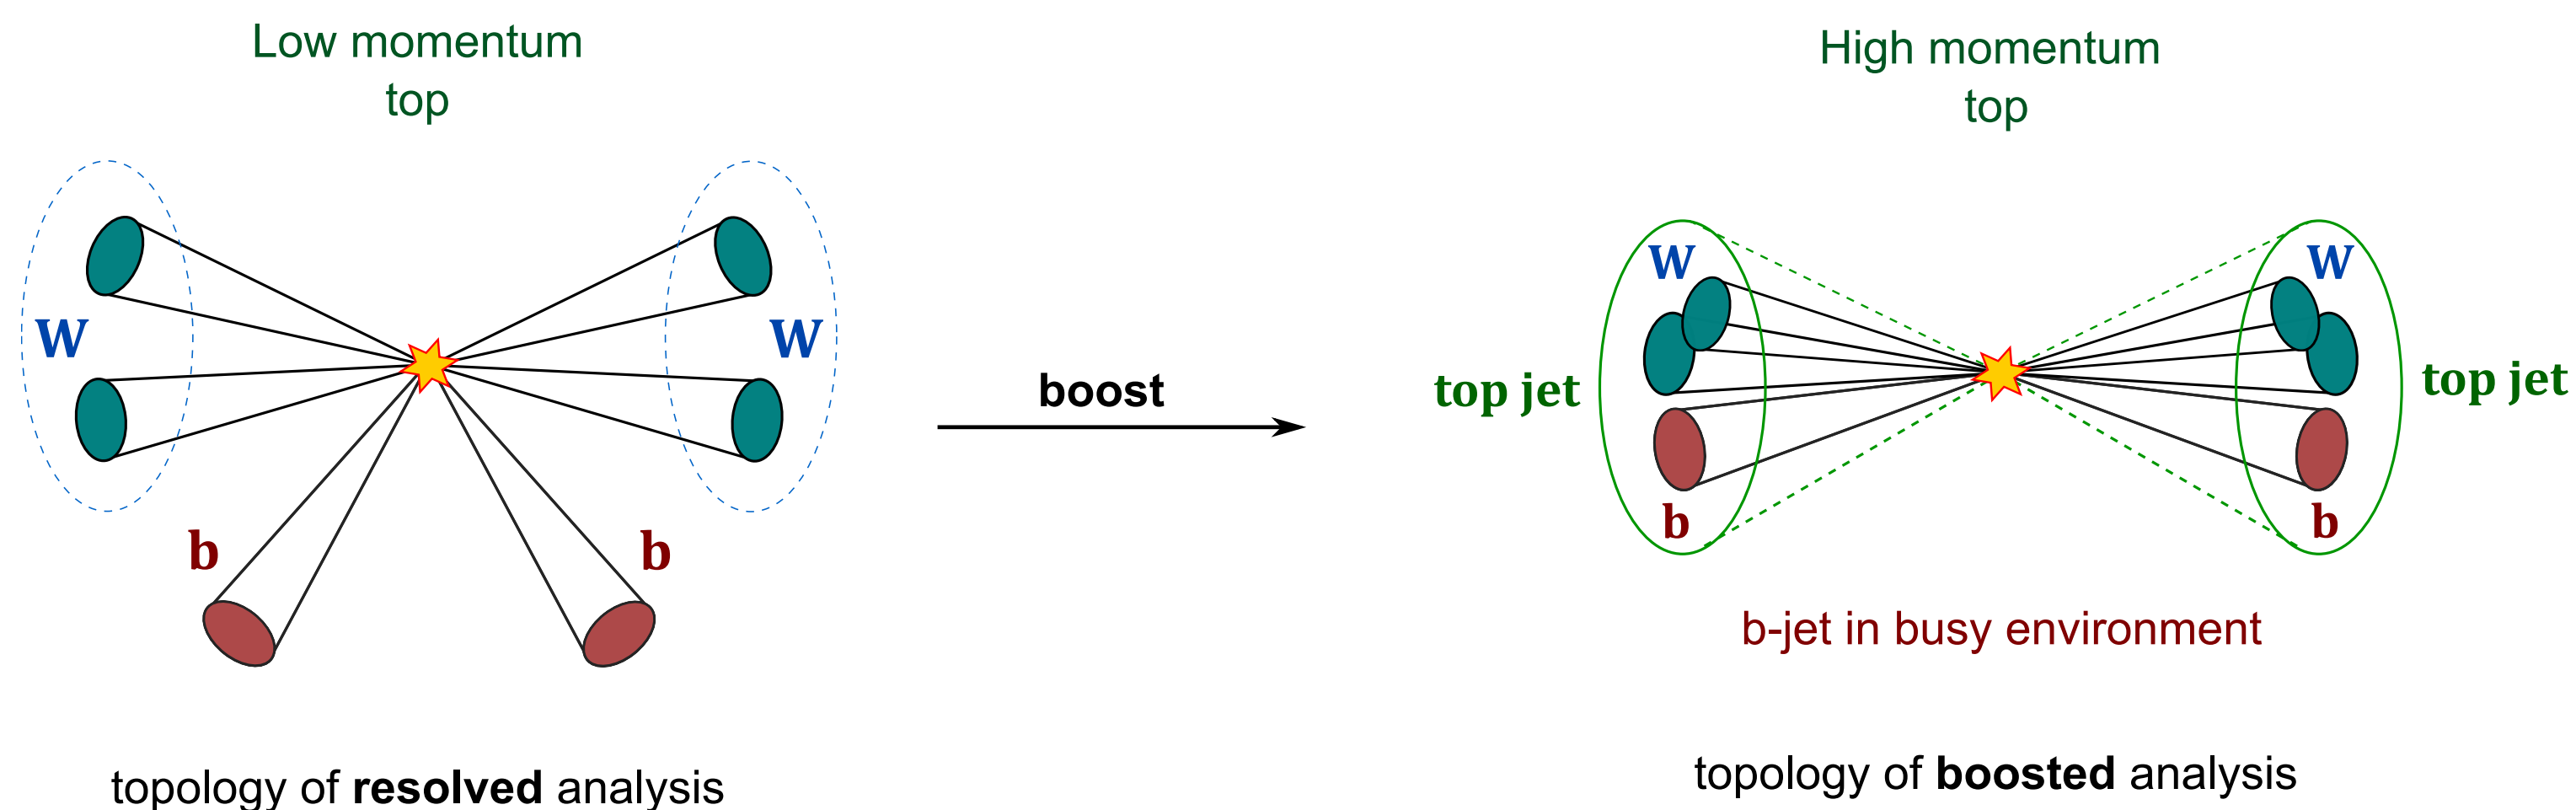 Low momentum
top
W
W
b
b
topology of resolved analysis
boost
High momentum
top
W
W
top jet
top jet
b
b
b-jet in busy environment
topology of boosted analysis